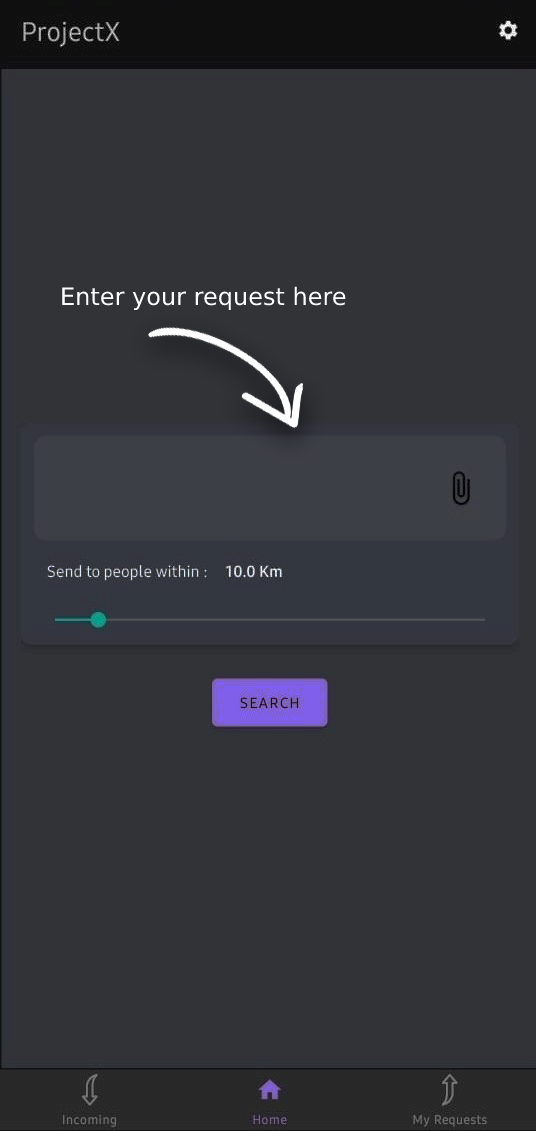 ProjectX
Enter your request here
Send to people within : 10.0 Km
SEARCH
Incoming Home My Requests